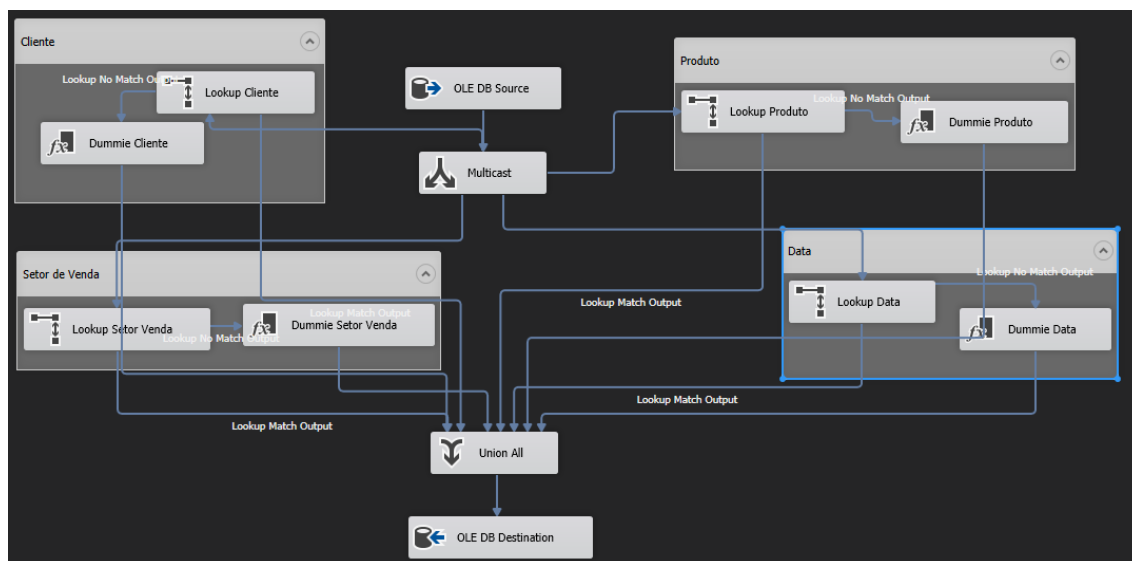 Cliente
Lookup No Match Output
Lookup Cliente
Dummie Cliente
OLE DB Source
Multicast
Produto
Lookup Produto
Lookup No Match Output
Dummie Produto
Setor de Venda
Lookup Setor Venda
Lookup No Match Output
Lookup Match Output
Dummie Setor Venda
Lookup Match Output
Data
Lookup No Match Output
Lookup Data
Dummie Data
Lookup Match Output
Lookup Match Output
Union All
OLE DB Destination